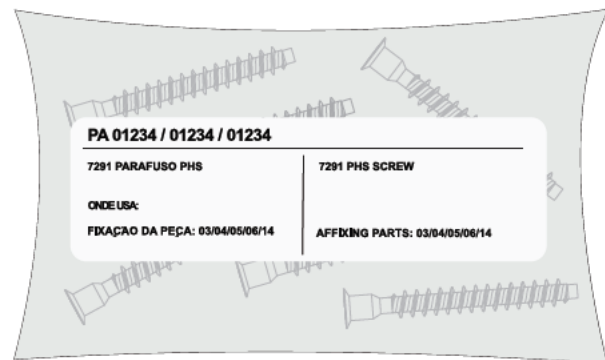 PA 01234 / 01234 / 01234
7291 PARAFUSO PHS
ONDE USA:
FIXAÇÃO DA PEÇA: 03/04/05/06/14
7291 PHS SCREW
AFFIXING PARTS: 03/04/05/06/14